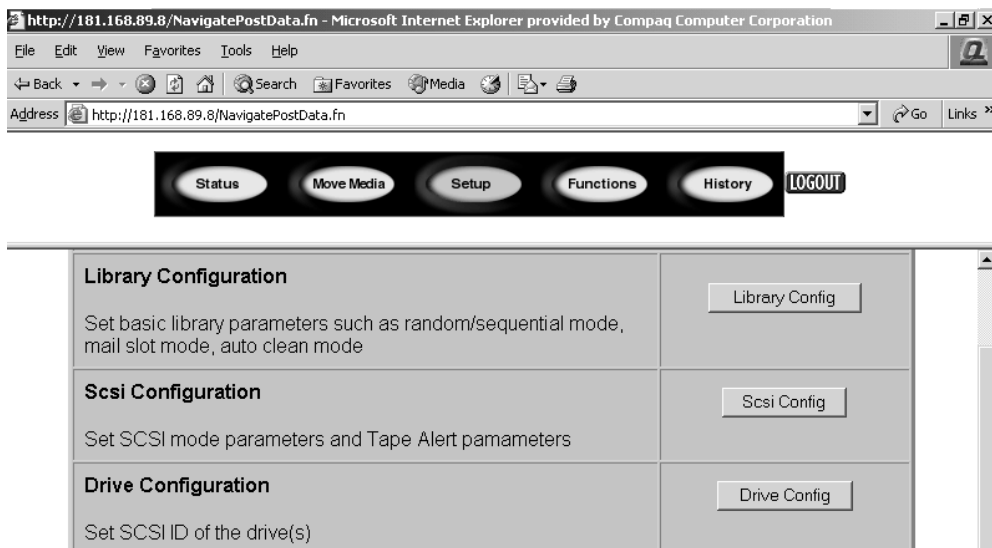 http://181.168.89.8/NavigatePostData.fn - Microsoft Internet Explorer provided by Compaq Computer Corporation
File Edit View Favorites Tools Help
Back Search Favorites Media
Address http://181.168.89.8/NavigatePostData.fn Go Links »
Status Move Media Setup Functions History LOGOUT
Library Configuration
Library Config
Set basic library parameters such as random/sequential mode,
mail slot mode, auto clean mode
Scsi Configuration
Scsi Config
Set SCSI mode parameters and Tape Alert pamameters
Drive Configuration
Drive Config
Set SCSI ID of the drive(s)